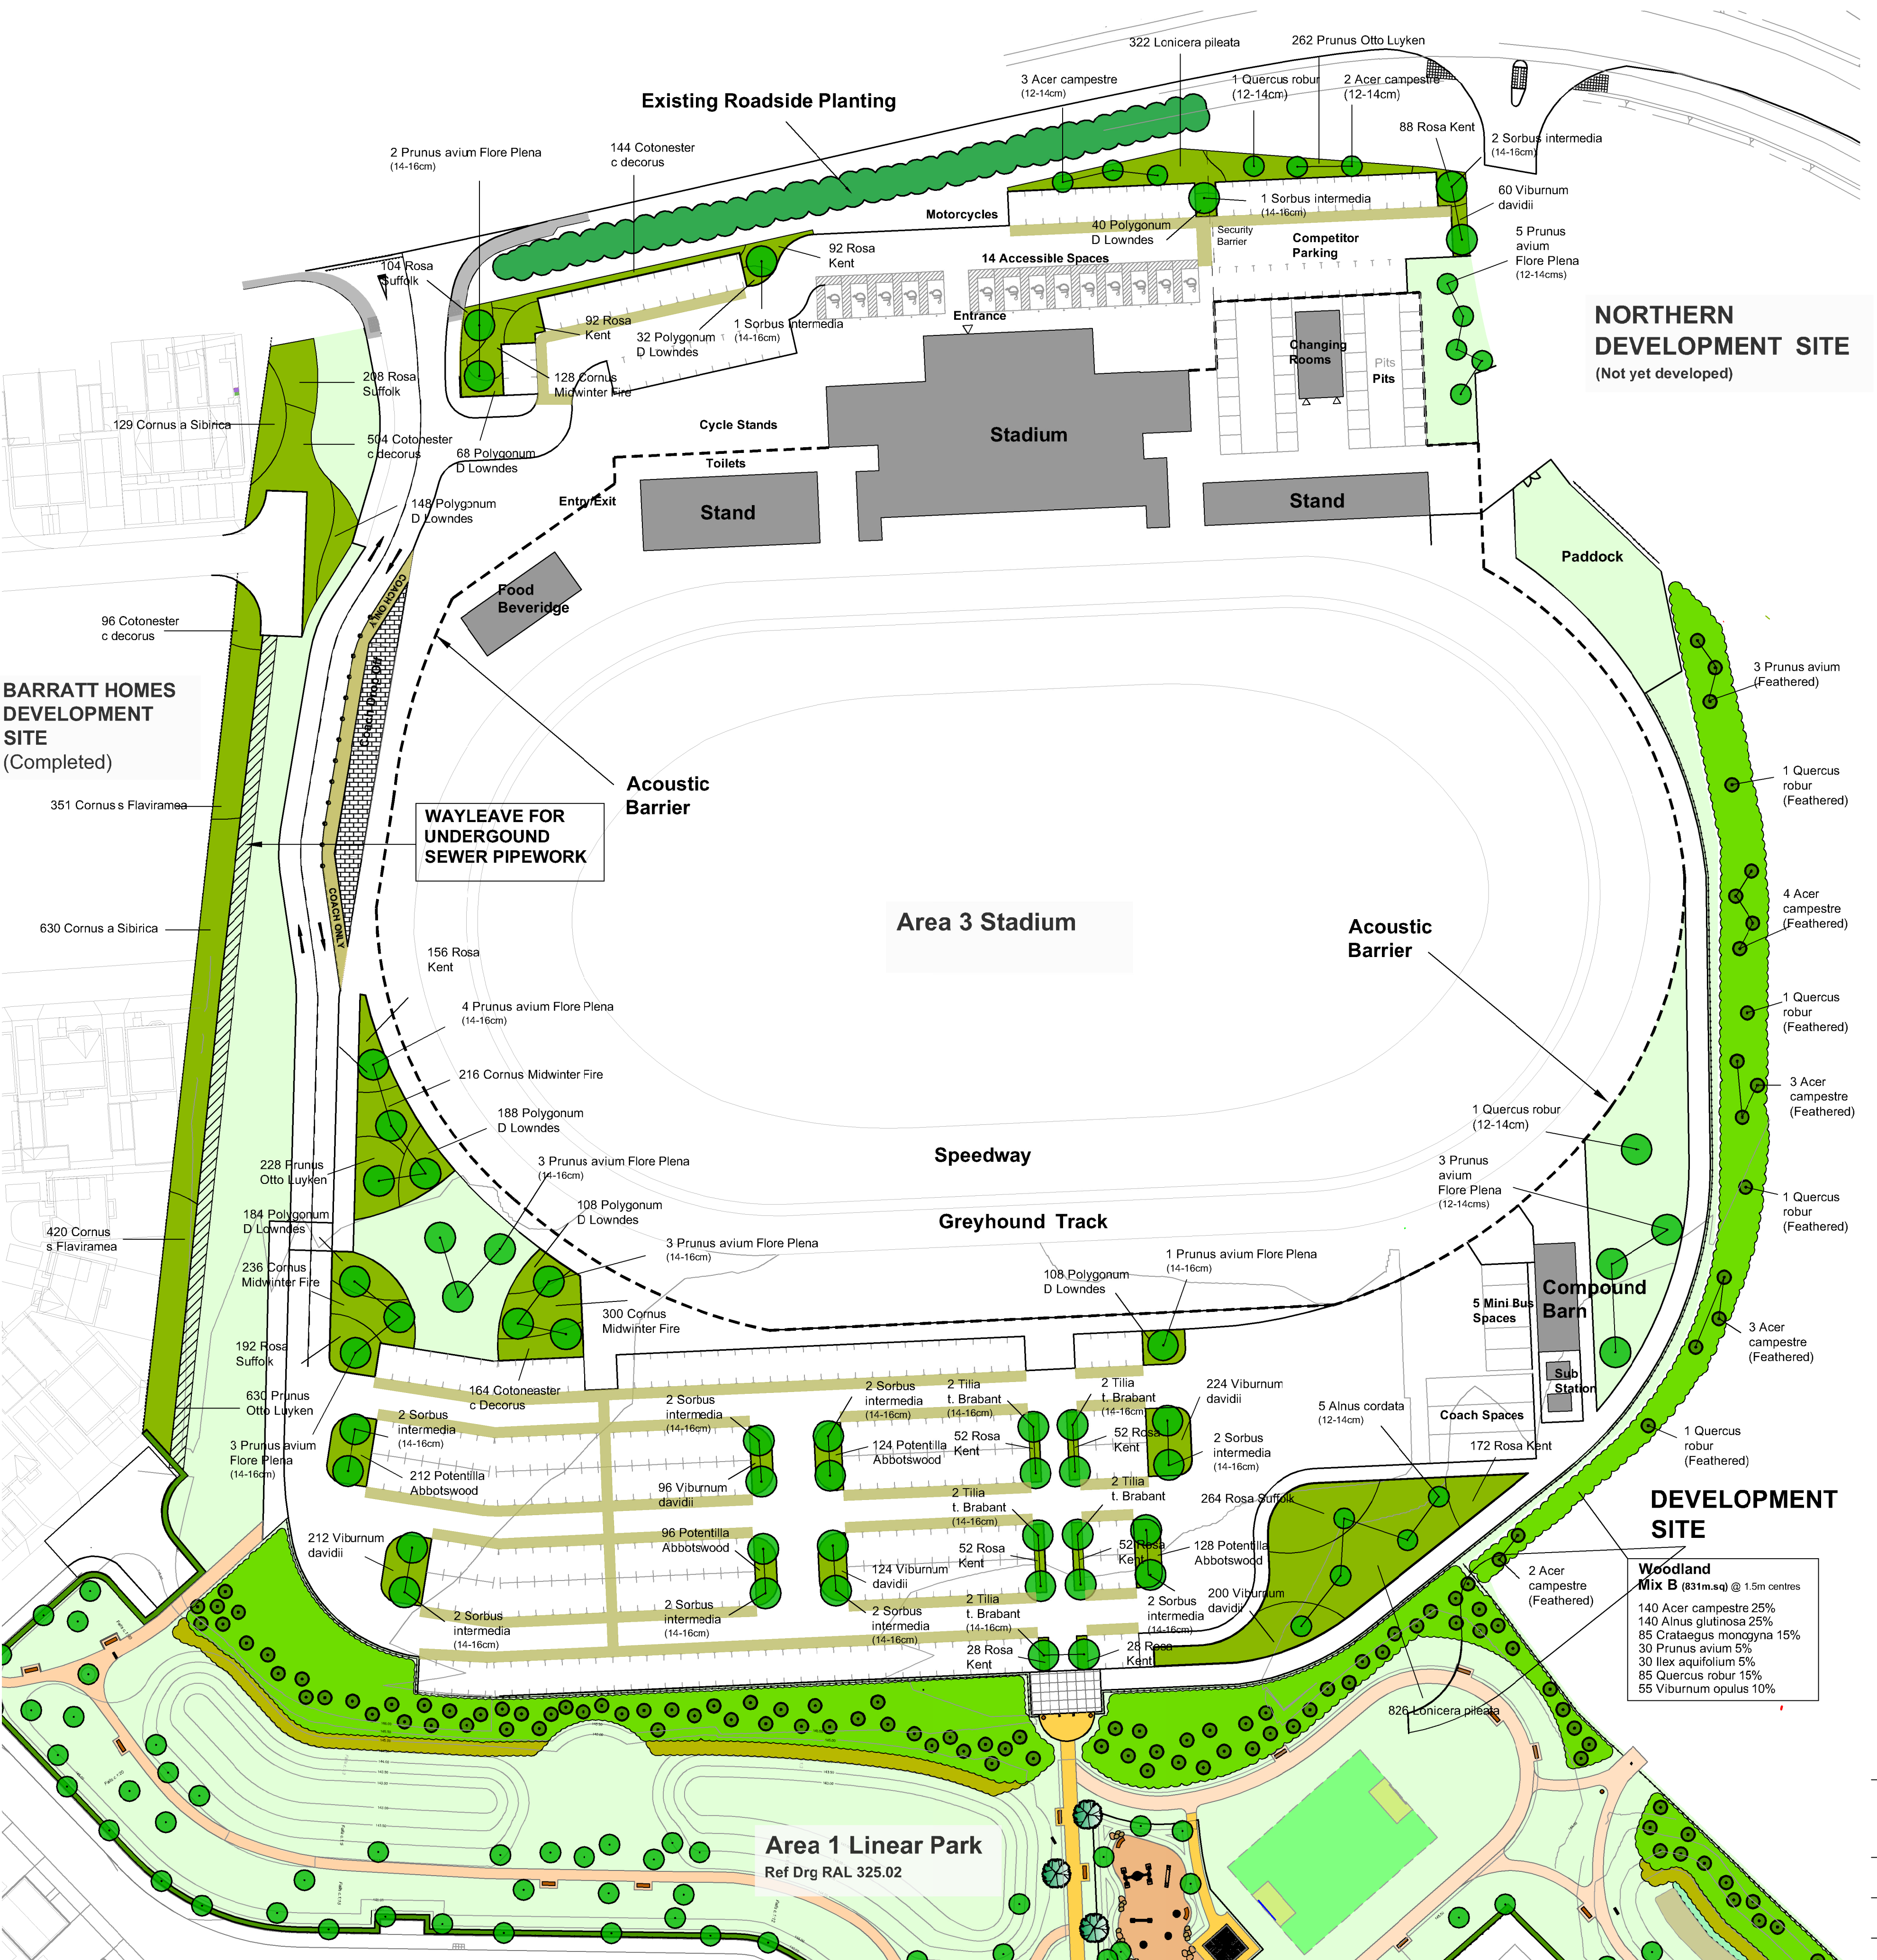 322 Lonicera pileata
262 Prunus Otto Luyken
3 Acer campestre
(12-14cm)
1 Quercus robur
(12-14cm)
2 Acer campestre
(12-14cm)
Existing Roadside Planting
88 Rosa Kent
2 Sorbus intermedia
(14-16cm)
144 Cotonester
c decorus
2 Prunus avium Flore Plena
(14-16cm)
60 Viburnum
davidii
1 Sorbus intermedia
(14-16cm)
Motorcycles
40 Polygonum
D Lowndes
Security
Barrier
Competitor
Parking
5 Prunus
avium
Flore Plena
(12-14cms)
92 Rosa
Kent
14 Accessible Spaces
104 Rosa
Suffolk
92 Rosa
Kent
32 Polygonum
D Lowndes
1 Sorbus intermedia
(14-16cm)
Entrance
NORTHERN
DEVELOPMENT SITE
(Not yet developed)
Changing
Rooms
Pits
Pits
208 Rosa
Suffolk
128 Cornus
Midwinter Fire
129 Cornus a Sibirica
504 Cotonester
c decorus
68 Polygonum
D Lowndes
Cycle Stands
Stadium
Toilets
Entry/Exit
Stand
Stand
148 Polygonum
D Lowndes
Paddock
COACH ONLY
Food
Beveridge
96 Cotonester
c decorus
Coach Drop Off
3 Prunus avium
(Feathered)
BARRATT HOMES
DEVELOPMENT
SITE
(Completed)
Acoustic
Barrier
1 Quercus
robur
(Feathered)
351 Cornus s Flaviramea
WAYLEAVE FOR
UNDERGOUND
SEWER PIPEWORK
4 Acer
campestre
(Feathered)
630 Cornus a Sibirica
COACH ONLY
Area 3 Stadium
Acoustic
Barrier
156 Rosa
Kent
1 Quercus
robur
(Feathered)
4 Prunus avium Flore Plena
(14-16cm)
216 Cornus Midwinter Fire
3 Acer
campestre
(Feathered)
188 Polygonum
D Lowndes
1 Quercus robur
(12-14cm)
Speedway
228 Prunus
Otto Luyken
3 Prunus avium Flore Plena
(14-16cm)
3 Prunus
avium
Flore Plena
(12-14cms)
1 Quercus
robur
(Feathered)
108 Polygonum
D Lowndes
184 Polygonum
D Lowndes
Greyhound Track
420 Cornus
s Flaviramea
3 Prunus avium Flore Plena
(14-16cm)
1 Prunus avium Flore Plena
(14-16cm)
236 Cornus
Midwinter Fire
108 Polygonum
D Lowndes
Compound
Barn
5 Mini Bus
Spaces
300 Cornus
Midwinter Fire
192 Rosa
Suffolk
3 Acer
campestre
(Feathered)
Sub
Station
164 Cotoneaster
c Decorus
630 Prunus
Otto Luyken
2 Sorbus
intermedia
(14-16cm)
2 Sorbus
intermedia
(14-16cm)
2 Sorbus
intermedia
(14-16cm)
2 Tilia
t. Brabant
(14-16cm)
2 Tilia
t. Brabant
(14-16cm)
224 Viburnum
davidii
5 Alnus cordata
(12-14cm)
Coach Spaces
3 Prunus avium
Flore Plena
(14-16cm)
212 Potentilla
Abbotswood
124 Potentilla
Abbotswood
52 Rosa
Kent
52 Rosa
Kent
2 Sorbus
intermedia
(14-16cm)
172 Rosa Kent
1 Quercus
robur
(Feathered)
96 Viburnum
davidii
2 Tilia
t. Brabant
(14-16cm)
2 Tilia
t. Brabant
264 Rosa Suffolk
DEVELOPMENT
SITE
212 Viburnum
davidii
96 Potentilla
Abbotswood
52 Rosa
Kent
52 Rosa
Kent
128 Potentilla
Abbotswood
124 Viburnum
davidii
2 Acer
campestre
(Feathered)
Woodland
Mix B (831m.sq) @ 1.5m centres
140 Acer campestre 25%
140 Alnus glutinosa 25%
85 Crataegus monogyna 15%
30 Prunus avium 5%
30 Ilex aquifolium 5%
85 Quercus robur 15%
55 Viburnum opulus 10%
2 Sorbus
intermedia
(14-16cm)
2 Sorbus
intermedia
(14-16cm)
2 Sorbus
intermedia
(14-16cm)
2 Tilia
t. Brabant
(14-16cm)
2 Sorbus
intermedia
(14-16cm)
200 Viburnum
davidii
28 Rosa
Kent
28 Rosa
Kent
826 Lonicera pileata
Area 1 Linear Park
Ref Drg RAL 325.02